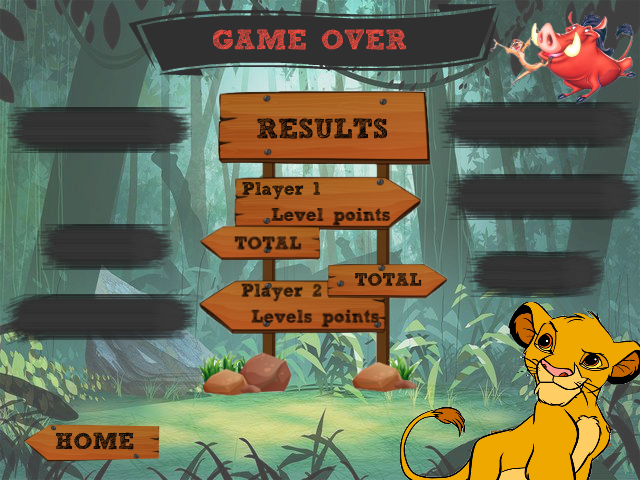 GAME OVER
RESULTS
Player 1
Level points
TOTAL
TOTAL
Player 2
Levels points
HOME